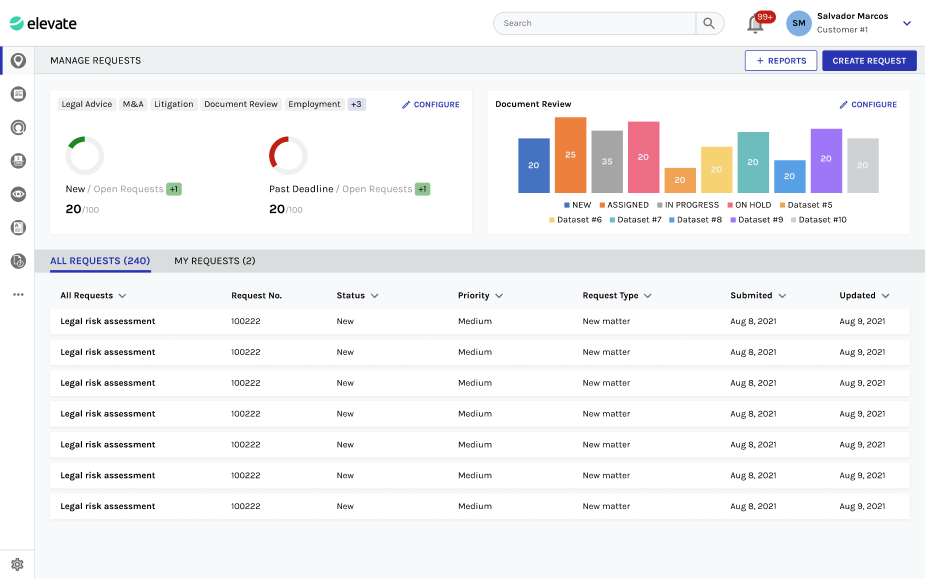 elevate
Search
99+
SM
Salvador Marcos
Customer #1
MANAGE REQUESTS
+ REPORTS
CREATE REQUEST
Legal Advice M&A Litigation Document Review Employment +3
CONFIGURE
New / Open Requests +1
20/100
Past Deadline / Open Requests +1
20/100
Document Review
CONFIGURE
20 25 35 20 20 20 20 20 20 20
NEW ASSIGNED IN PROGRESS ON HOLD Dataset #5
Dataset #6 Dataset #7 Dataset #8 Dataset #9 Dataset #10
ALL REQUESTS (240) MY REQUESTS (2)
All Requests Request No. Status Priority Request Type Submited Updated
Legal risk assessment 100222 New Medium New matter Aug 8, 2021 Aug 9, 2021
Legal risk assessment 100222 New Medium New matter Aug 8, 2021 Aug 9, 2021
Legal risk assessment 100222 New Medium New matter Aug 8, 2021 Aug 9, 2021
Legal risk assessment 100222 New Medium New matter Aug 8, 2021 Aug 9, 2021
Legal risk assessment 100222 New Medium New matter Aug 8, 2021 Aug 9, 2021
Legal risk assessment 100222 New Medium New matter Aug 8, 2021 Aug 9, 2021
Legal risk assessment 100222 New Medium New matter Aug 8, 2021 Aug 9, 2021